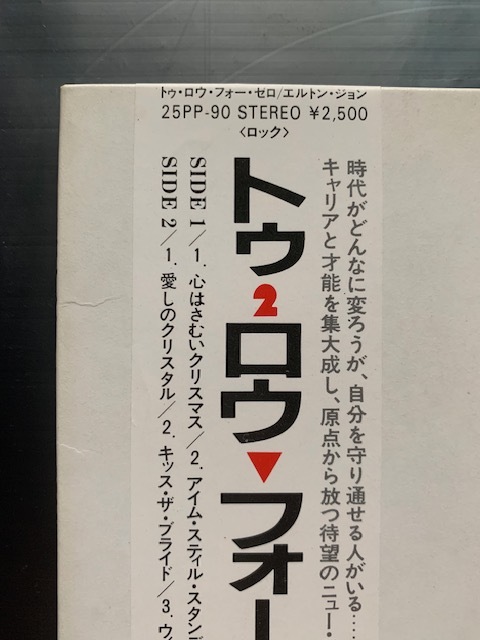 トゥ・ロウ・フォー・ゼロ/エルトン・ジョン
25PP-90 STEREO ¥2,500
〈ロック〉
時代がどんなに変ろうが、自分を守り通せる人がいる‥‥
キャリアと才能を集大成し、原点から放つ待望のニュー・
トゥ2ロウ▼フォー
SIDE 1/1. 心はさむいクリスマス/2. アイム・スティル・スタンデ
SIDE 2/1. 愛しのクリスタル/2. キッス・ザ・ブライド/3. ウ